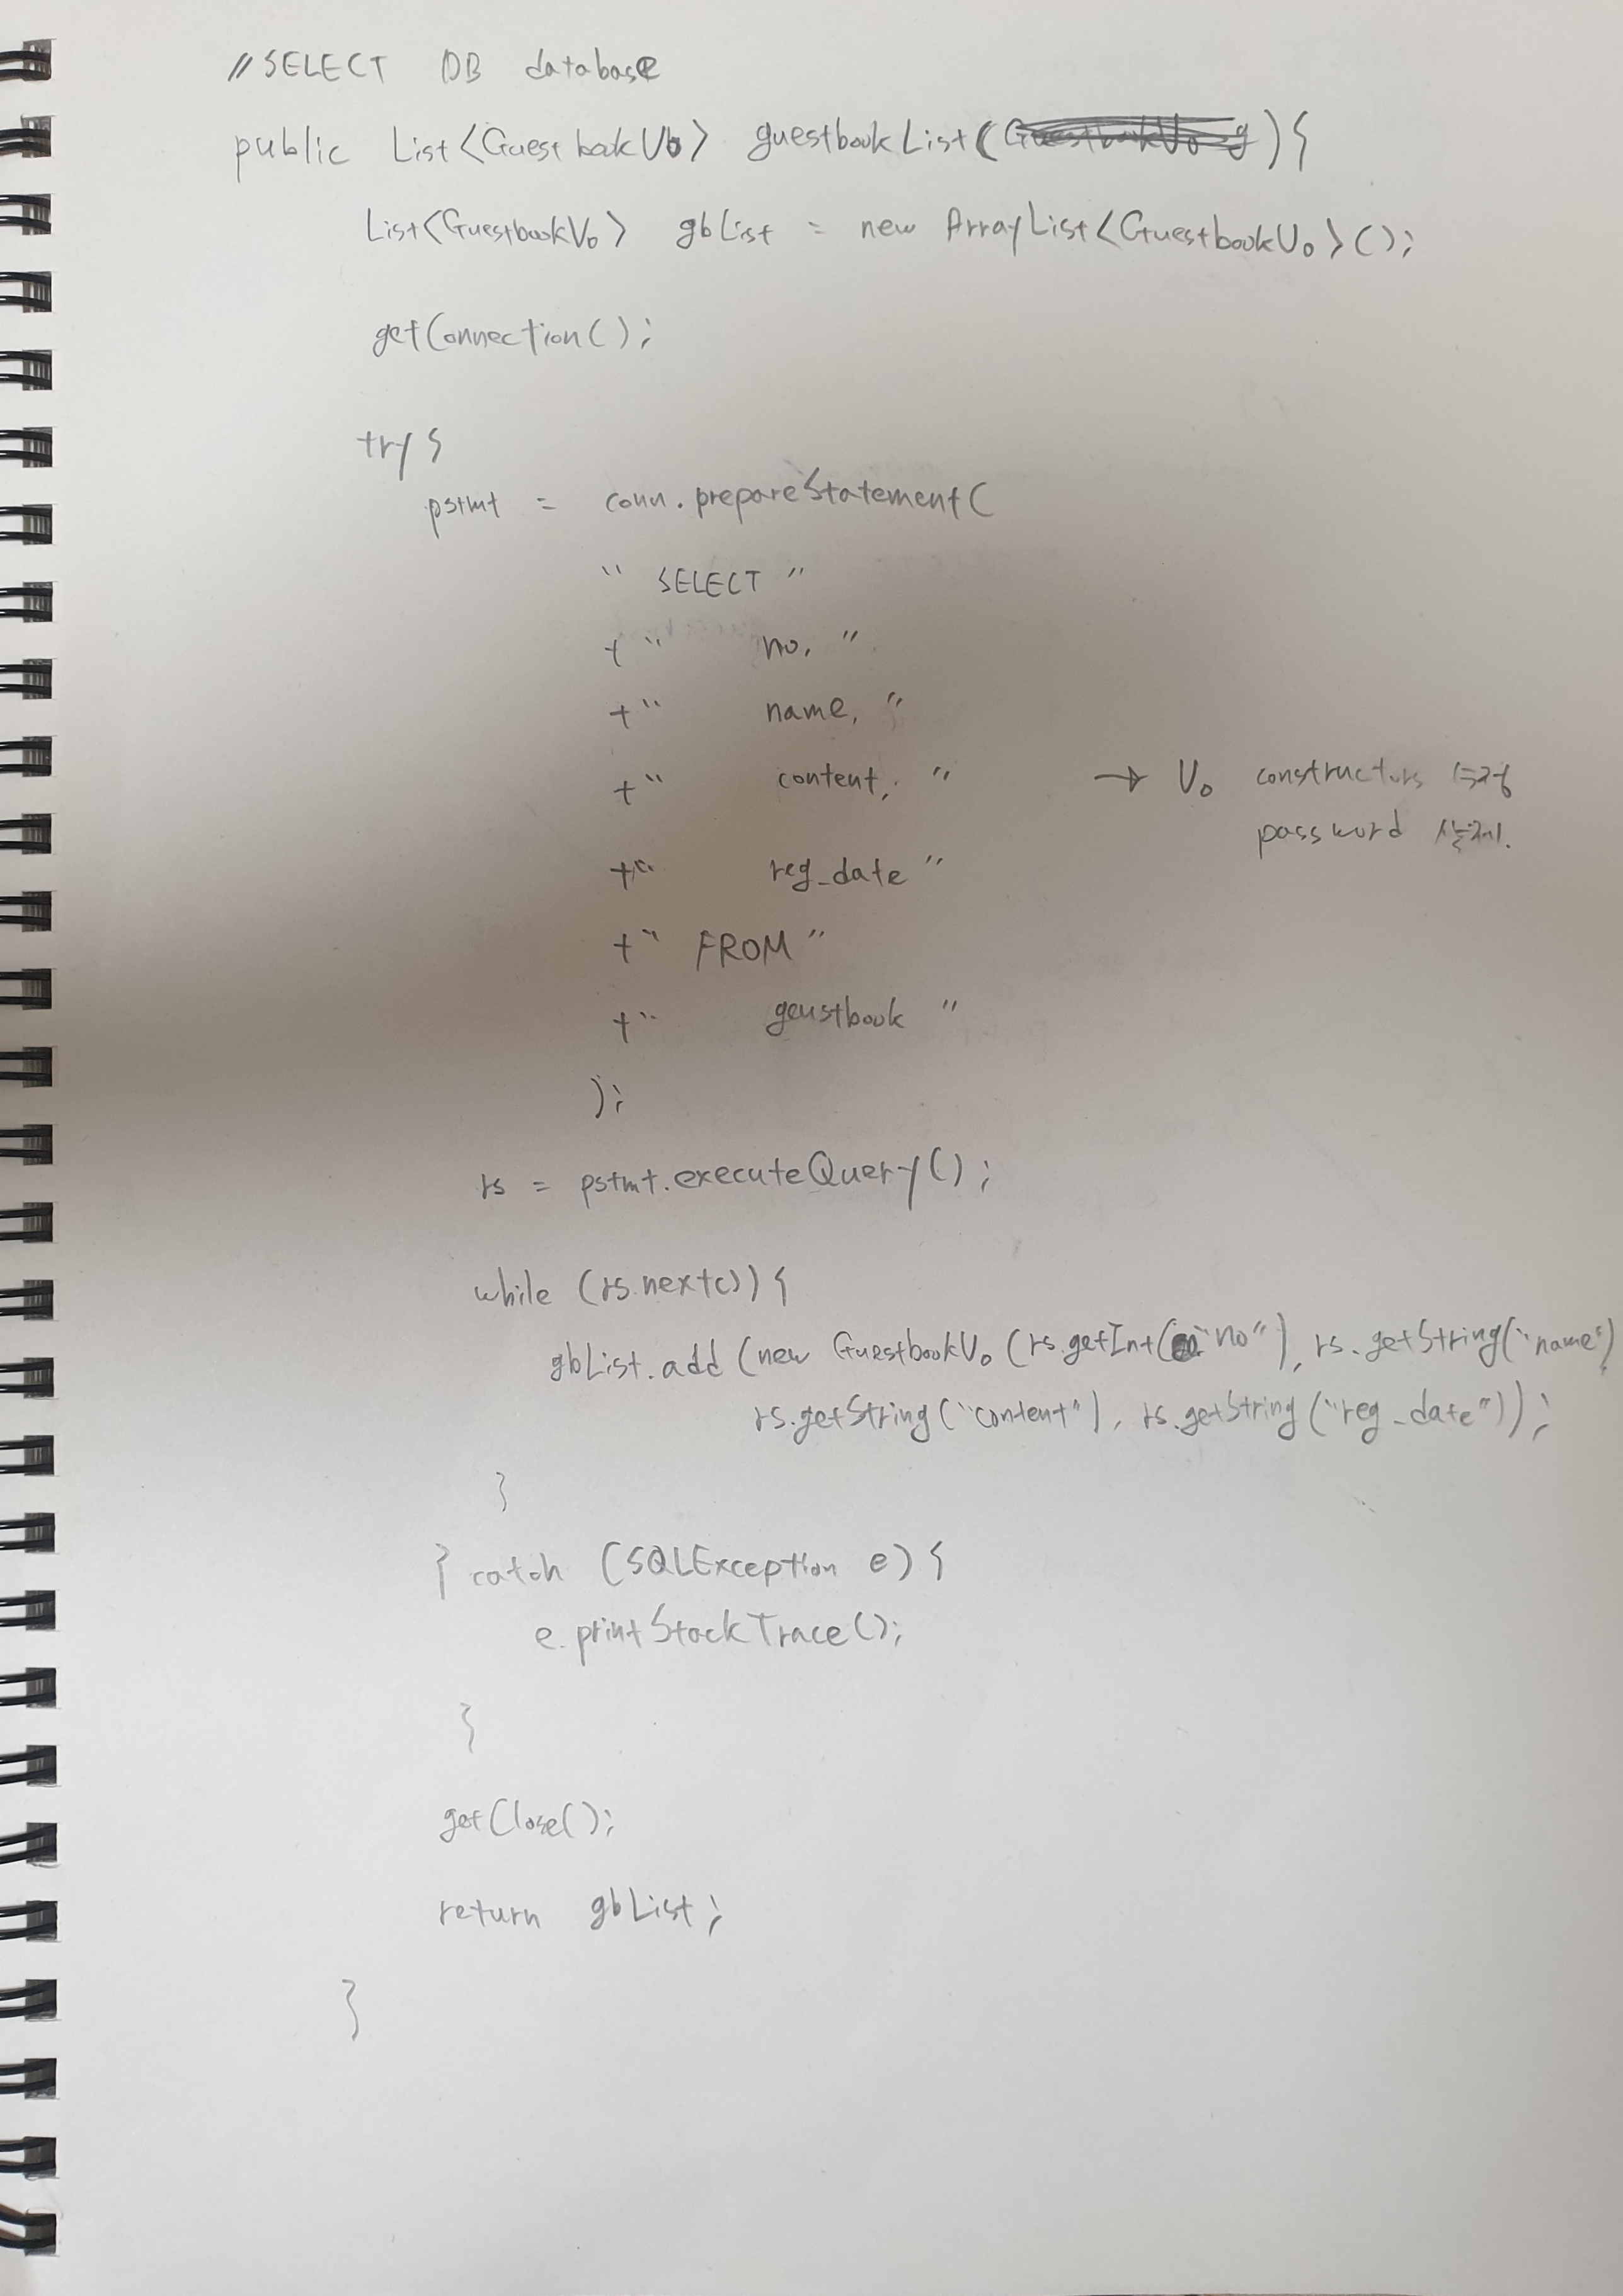 //SELECT DB database
public List<GuestbookVo> guestbookList(){
List<GuestbookVo> gbList = new ArrayList<GuestbookVo>();
getConnection();
try {
pstmt = conn.prepareStatement(
" SELECT "
+ " no, "
+ " name, "
+ " content, " → Vo constructors
password 삭제.
+ " reg_date "
+ " FROM "
+ " geustbook "
);
rs = pstmt.executeQuery();
while (rs.next()) {
gbList.add (new GuestbookVo (rs.getInt("no"), rs.getString("name")
rs.getString("content"), rs.getString("reg_date"));
}
} catch (SQLException e) {
e.printStackTrace();
}
getClose();
return gbList;
}